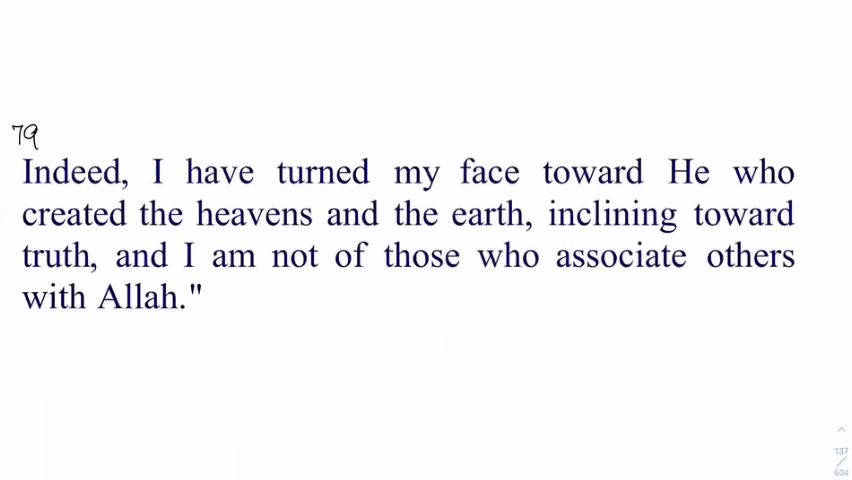 79
Indeed, I have turned my face toward He who
created the heavens and the earth, inclining toward
truth, and I am not of those who associate others
with Allah."
137
/
604